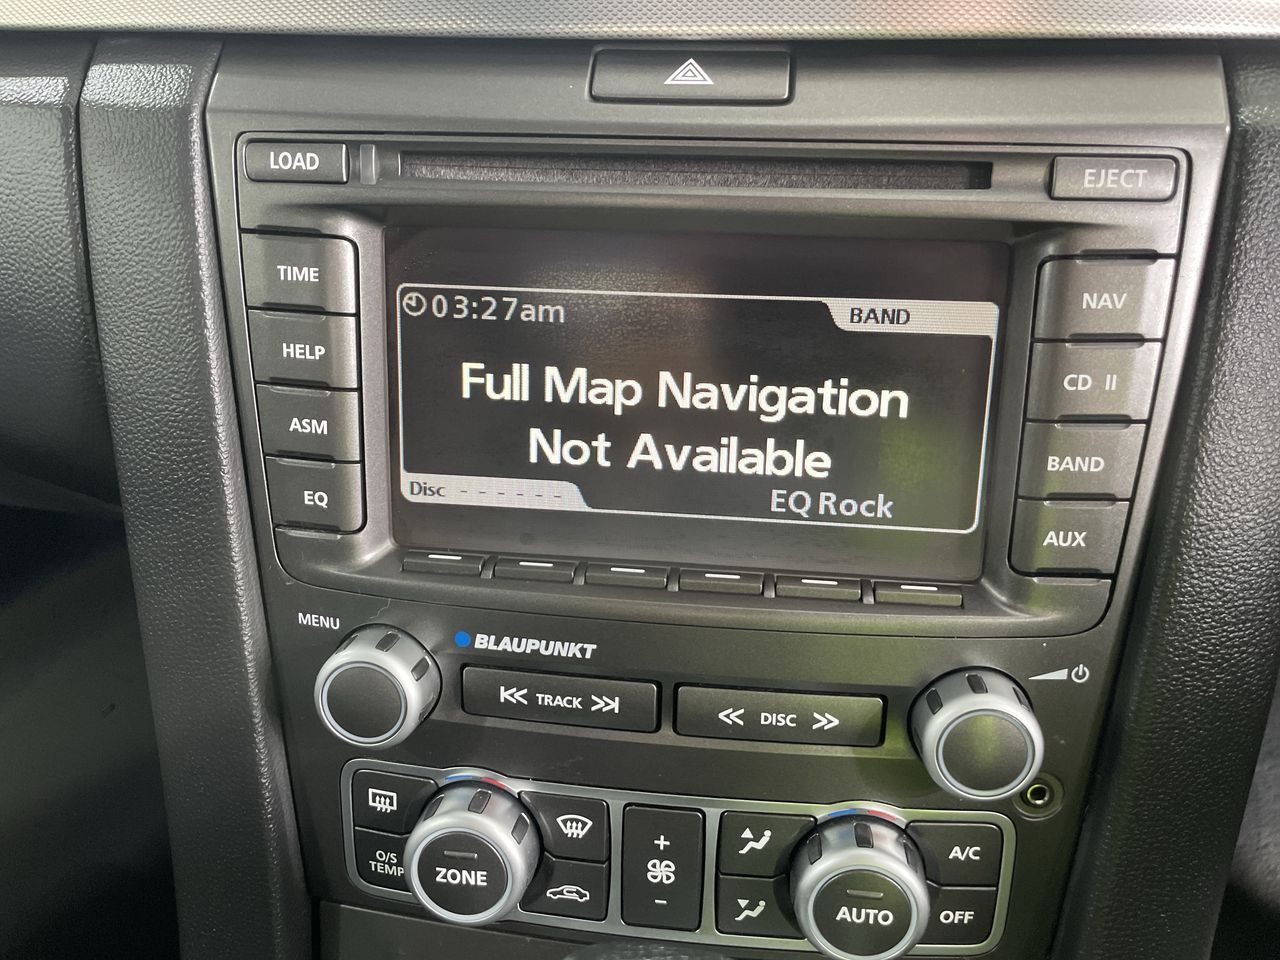 LOAD
EJECT
TIME
HELP
ASM
EQ
03:27am
BAND
Full Map Navigation
Not Available
Disc - - - - - -
EQ Rock
NAV
CD II
BAND
AUX
MENU
BLAUPUNKT
TRACK
DISC
O/S
TEMP
ZONE
+
-
AUTO
A/C
OFF